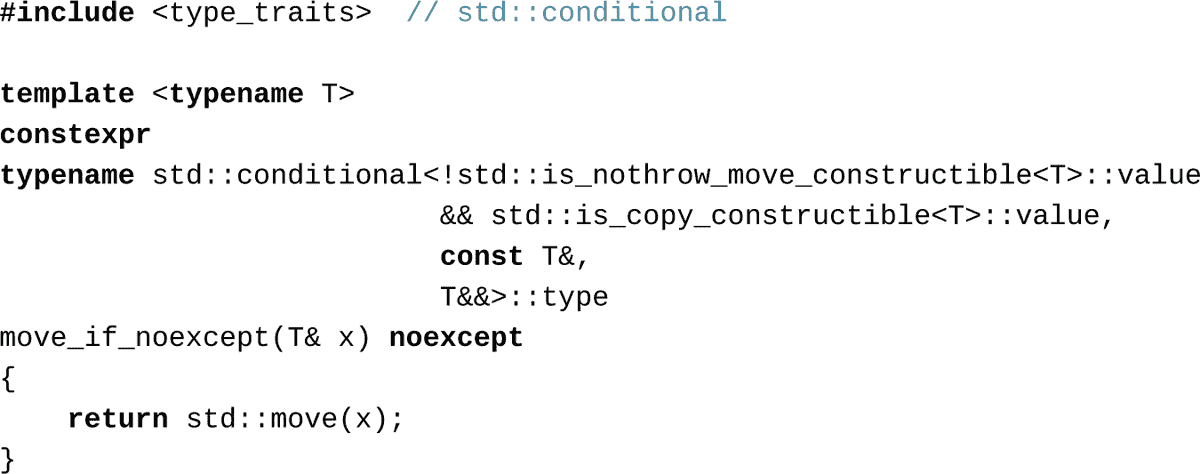 #include <type_traits>  // std::conditional

template <typename T>
constexpr
typename std::conditional<!std::is_nothrow_move_constructible<T>::value
                          && std::is_copy_constructible<T>::value,
                          const T&,
                          T&&>::type
move_if_noexcept(T& x) noexcept
{
    return std::move(x);
}